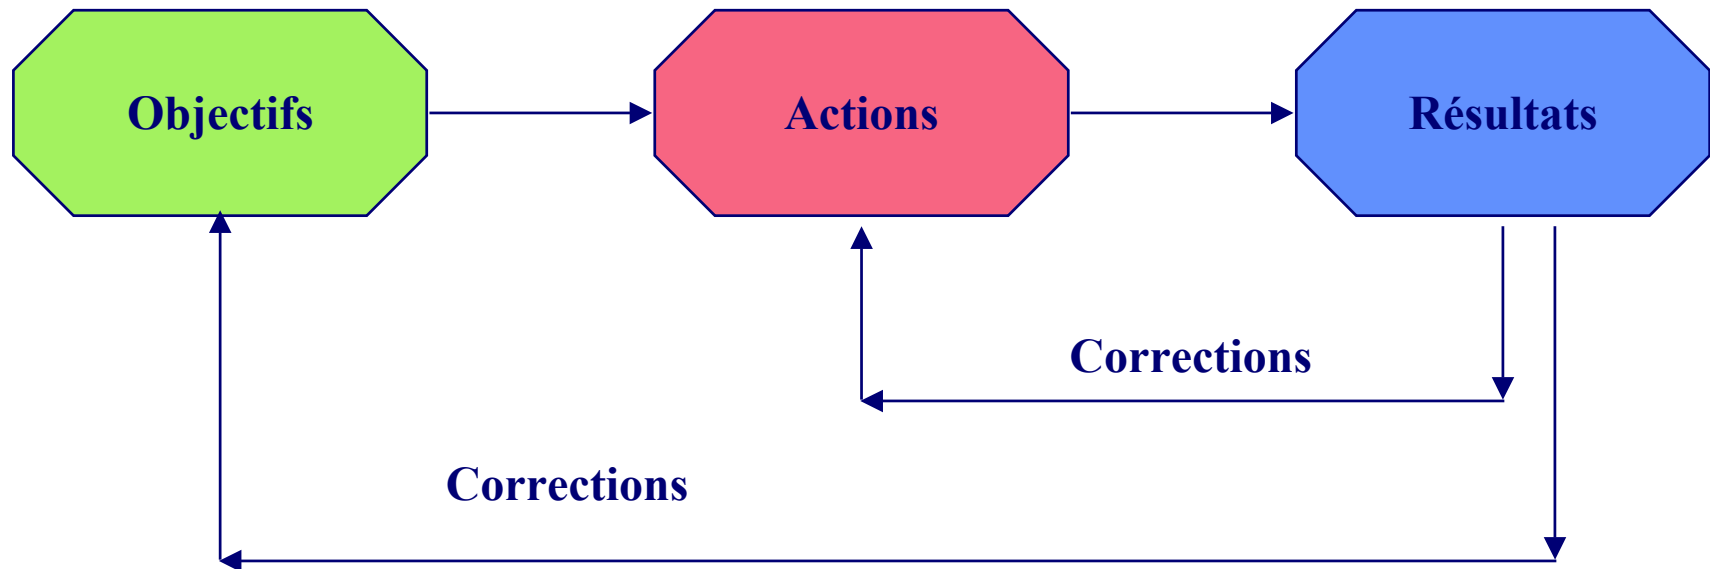 Objectifs
Actions
Résultats
Corrections
Corrections